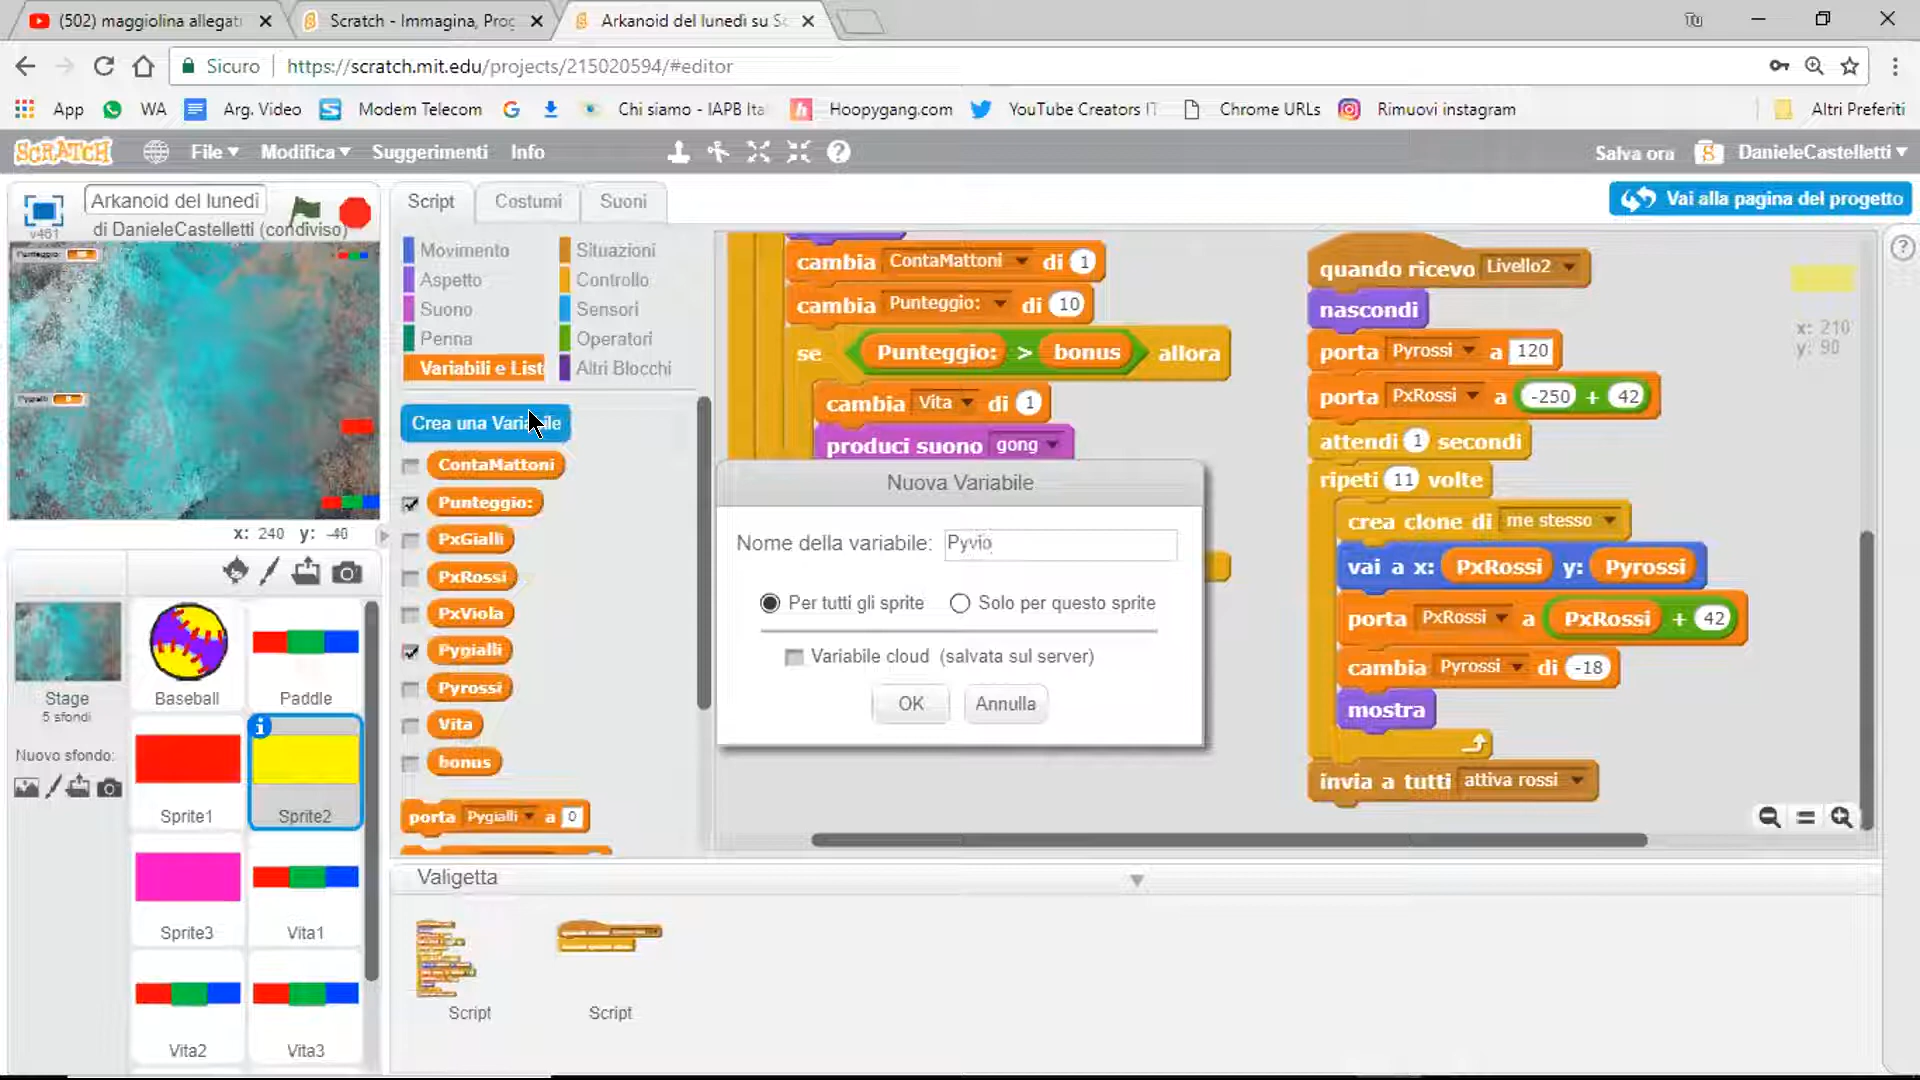 (502) maggiolina allegat
Scratch - Immagina, Prog
Arkanoid del lunedì su Sc
Tu
Sicuro
https://scratch.mit.edu/projects/215020594/#editor
App
WA
Arg. Video
Modem Telecom
Chi siamo - IAPB Ita
Hoopygang.com
YouTube Creators IT
Chrome URLs
Rimuovi instagram
Altri Preferiti
SCRATCH
File
Modifica
Suggerimenti
Info
Salva ora
DanieleCastelletti
Arkanoid del lunedì
di DanieleCastelletti (condiviso)
v461
Script
Costumi
Suoni
Vai alla pagina del progetto
Punteggio:
Pygialli
x: 240 y: -40
Movimento
Aspetto
Suono
Penna
Variabili e List
Situazioni
Controllo
Sensori
Operatori
Altri Blocchi
Crea una Variabile
ContaMattoni
Punteggio:
PxGialli
PxRossi
PxViola
Pygialli
Pyrossi
Vita
bonus
porta Pygialli a 0
cambia ContaMattoni di 1
cambia Punteggio: di 10
se Punteggio: > bonus allora
cambia Vita di 1
produci suono gong
Nuova Variabile
Nome della variabile: Pyvio
Per tutti gli sprite
Solo per questo sprite
Variabile cloud (salvata sul server)
OK
Annulla
quando ricevo Livello2
nascondi
porta Pyrossi a 120
porta PxRossi a -250 + 42
attendi 1 secondi
ripeti 11 volte
crea clone di me stesso
vai a x: PxRossi y: Pyrossi
porta PxRossi a PxRossi + 42
cambia Pyrossi di -18
mostra
invia a tutti attiva rossi
x: 210
y: 90
Stage
5 sfondi
Nuovo sfondo:
Baseball
Paddle
Sprite1
Sprite2
Sprite3
Vita1
Vita2
Vita3
Valigetta
Script
Script